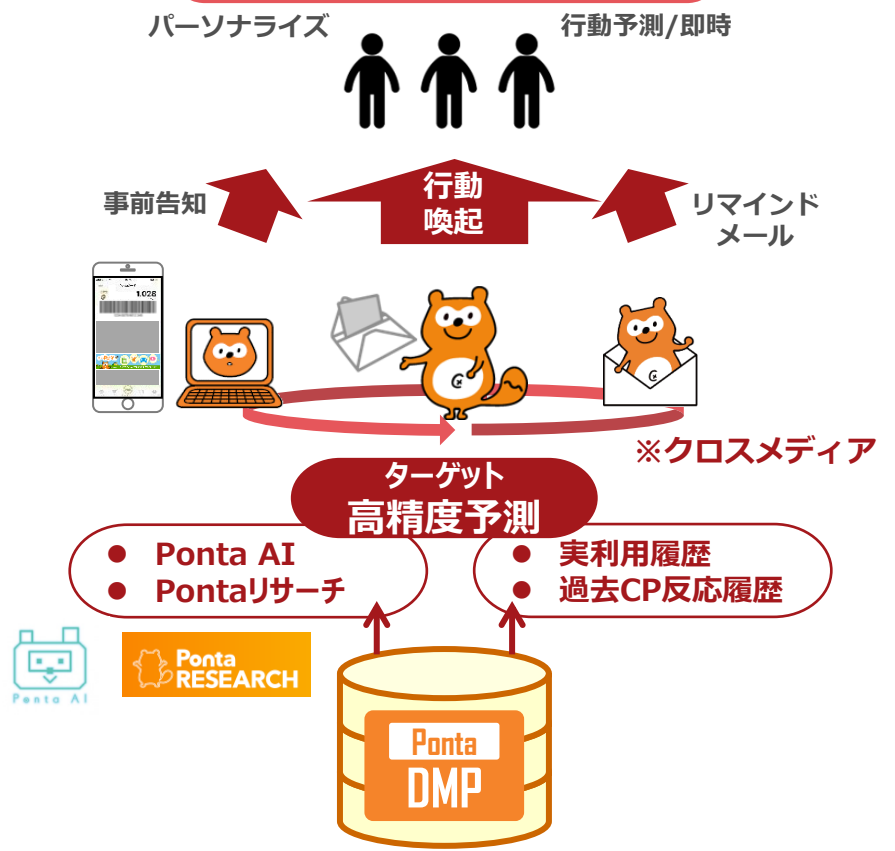 パーソナライズ
行動予測/即時
事前告知
行動
喚起
リマインド
メール
1,028
※クロスメディア
ターゲット
高精度予測
● Ponta AI
● Pontaリサーチ
● 実利用履歴
● 過去CP反応履歴
Ponta AI
Ponta
RESEARCH
Ponta
DMP